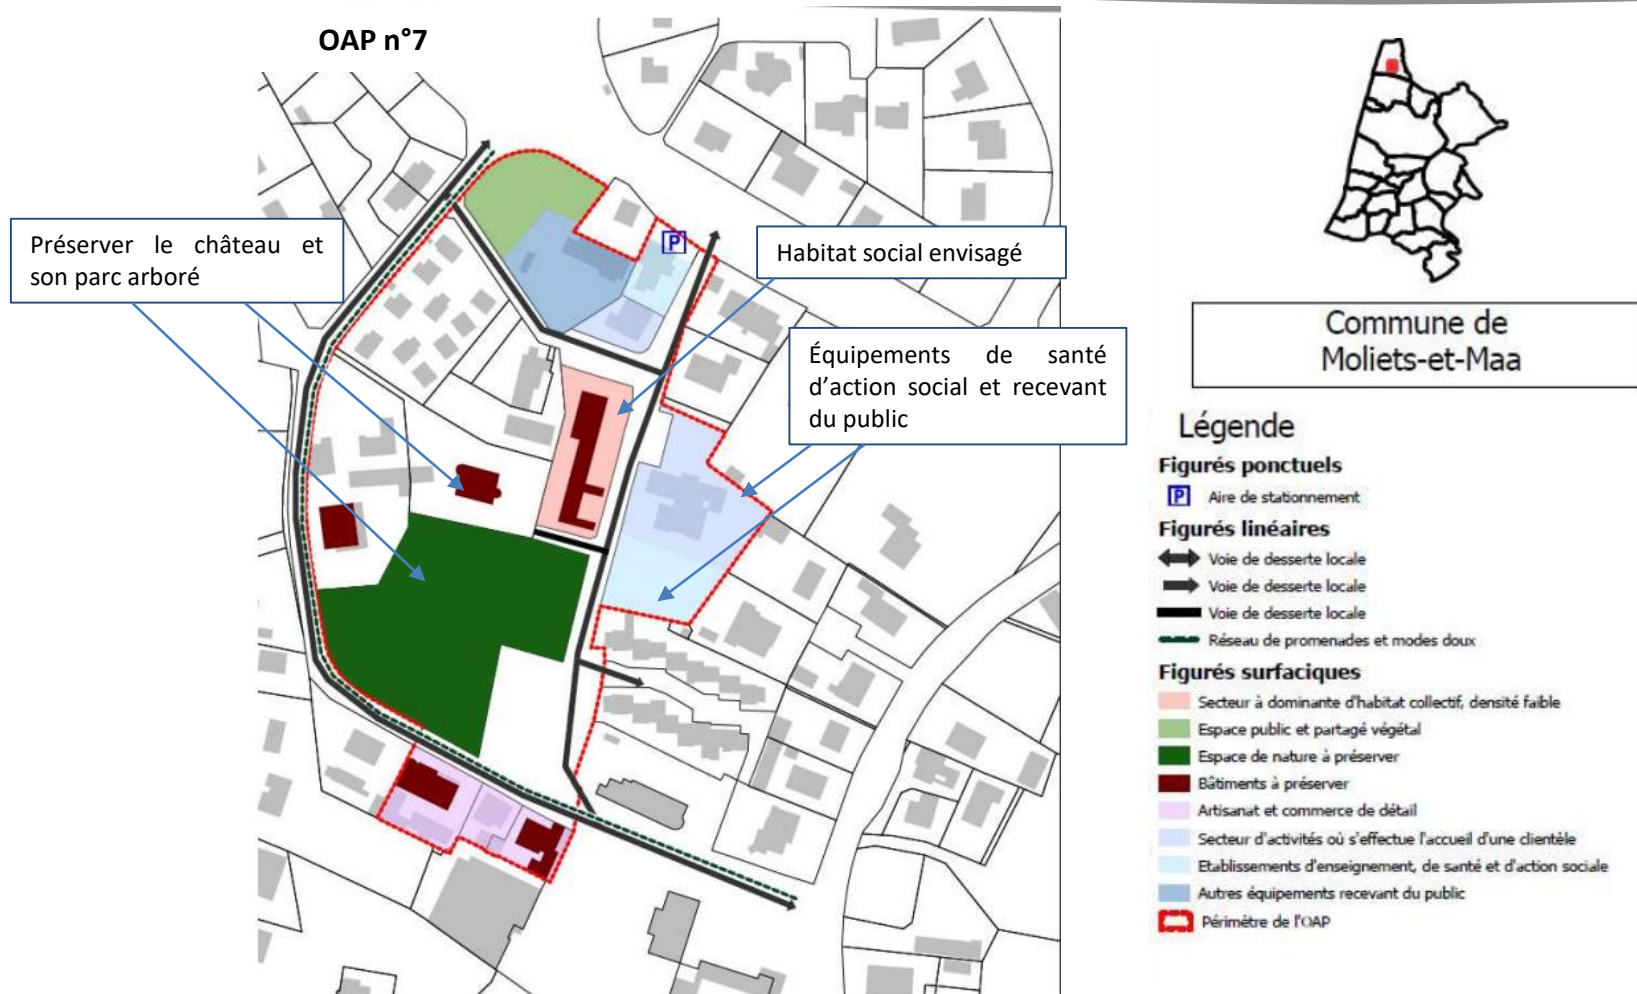 OAP n°7
Préserver le château et
son parc arboré
Habitat social envisagé
Équipements de santé
d’action social et recevant
du public
P
Commune de
Moliets-et-Maa
Légende
Figurés ponctuels
P Aire de stationnement
Figurés linéaires
Voie de desserte locale
Voie de desserte locale
Voie de desserte locale
Réseau de promenades et modes doux
Figurés surfaciques
Secteur à dominante d'habitat collectif, densité faible
Espace public et partagé végétal
Espace de nature à préserver
Bâtiments à préserver
Artisanat et commerce de détail
Secteur d'activités où s'effectue l'accueil d'une clientèle
Etablissements d'enseignement, de santé et d'action sociale
Autres équipements recevant du public
Périmètre de l'OAP